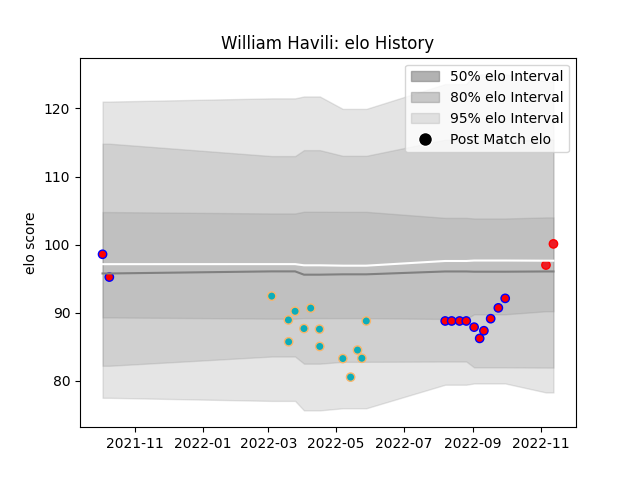 William Havili: elo History
50% elo Interval
80% elo Interval
95% elo Interval
Post Match elo
elo score
120
110
100
90
80
2021-11
2022-01
2022-03
2022-05
2022-07
2022-09
2022-11